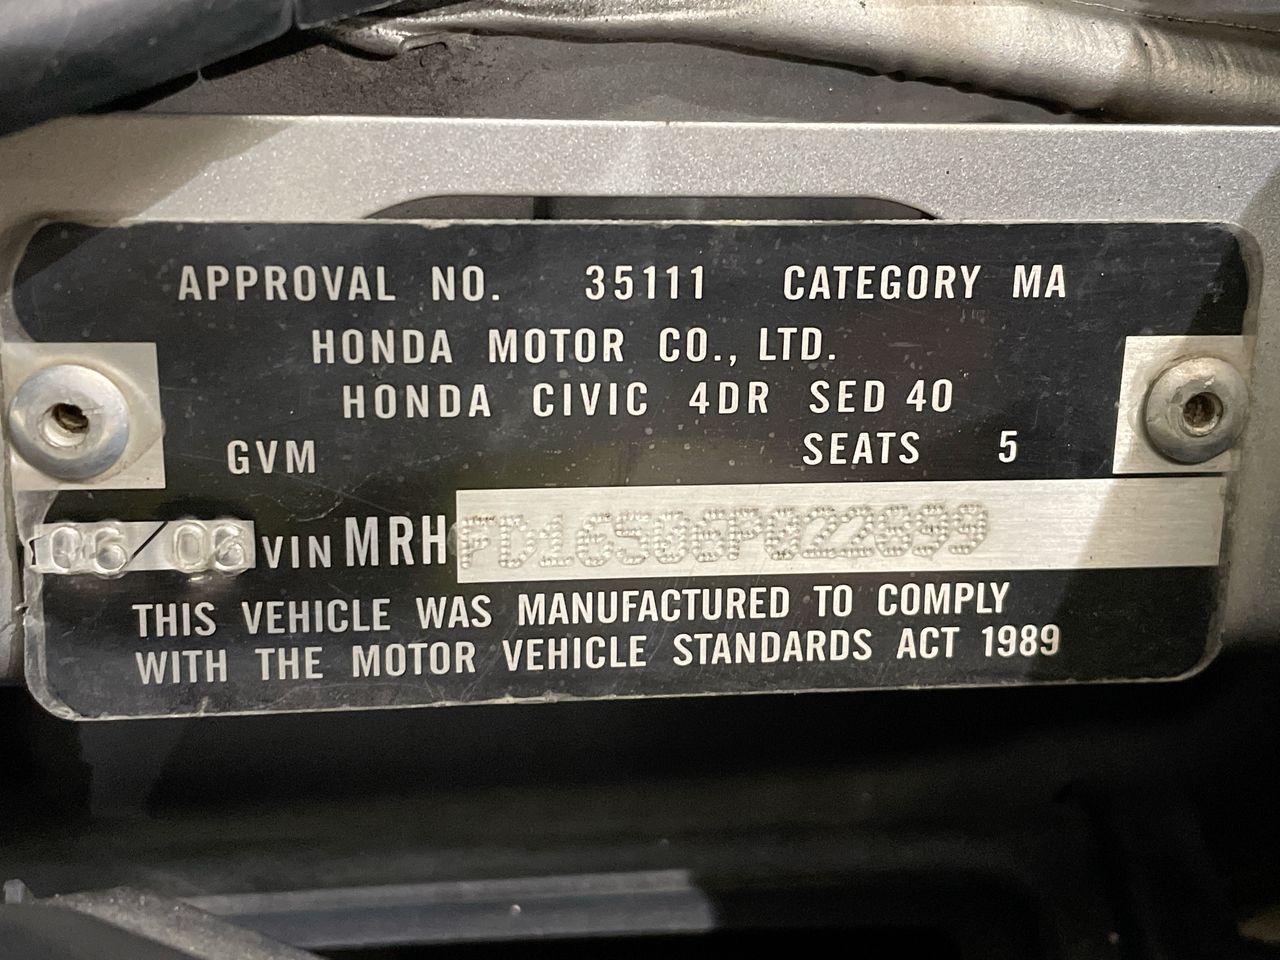 APPROVAL NO. 35111 CATEGORY MA
HONDA MOTOR CO., LTD.
HONDA CIVIC 4DR SED 40
GVM SEATS 5
06/06 VIN MRH
THIS VEHICLE WAS MANUFACTURED TO COMPLY
WITH THE MOTOR VEHICLE STANDARDS ACT 1989